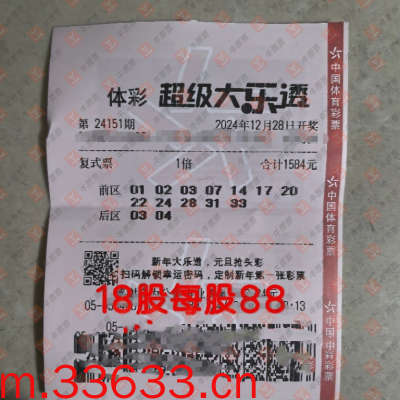 体彩 超级大乐透
第 24151期 2024年12月28日开奖
复式票 1倍 合计1584元
前区 01 02 03 07 14 17 20
22 24 28 31 33
后区 03 04
新年大乐透，元旦抢头彩
扫码解锁幸运密码，定制新年第一张彩票
18股每股88
m.33633.cn
中国体育彩票
中国体育彩票
中国体育彩票